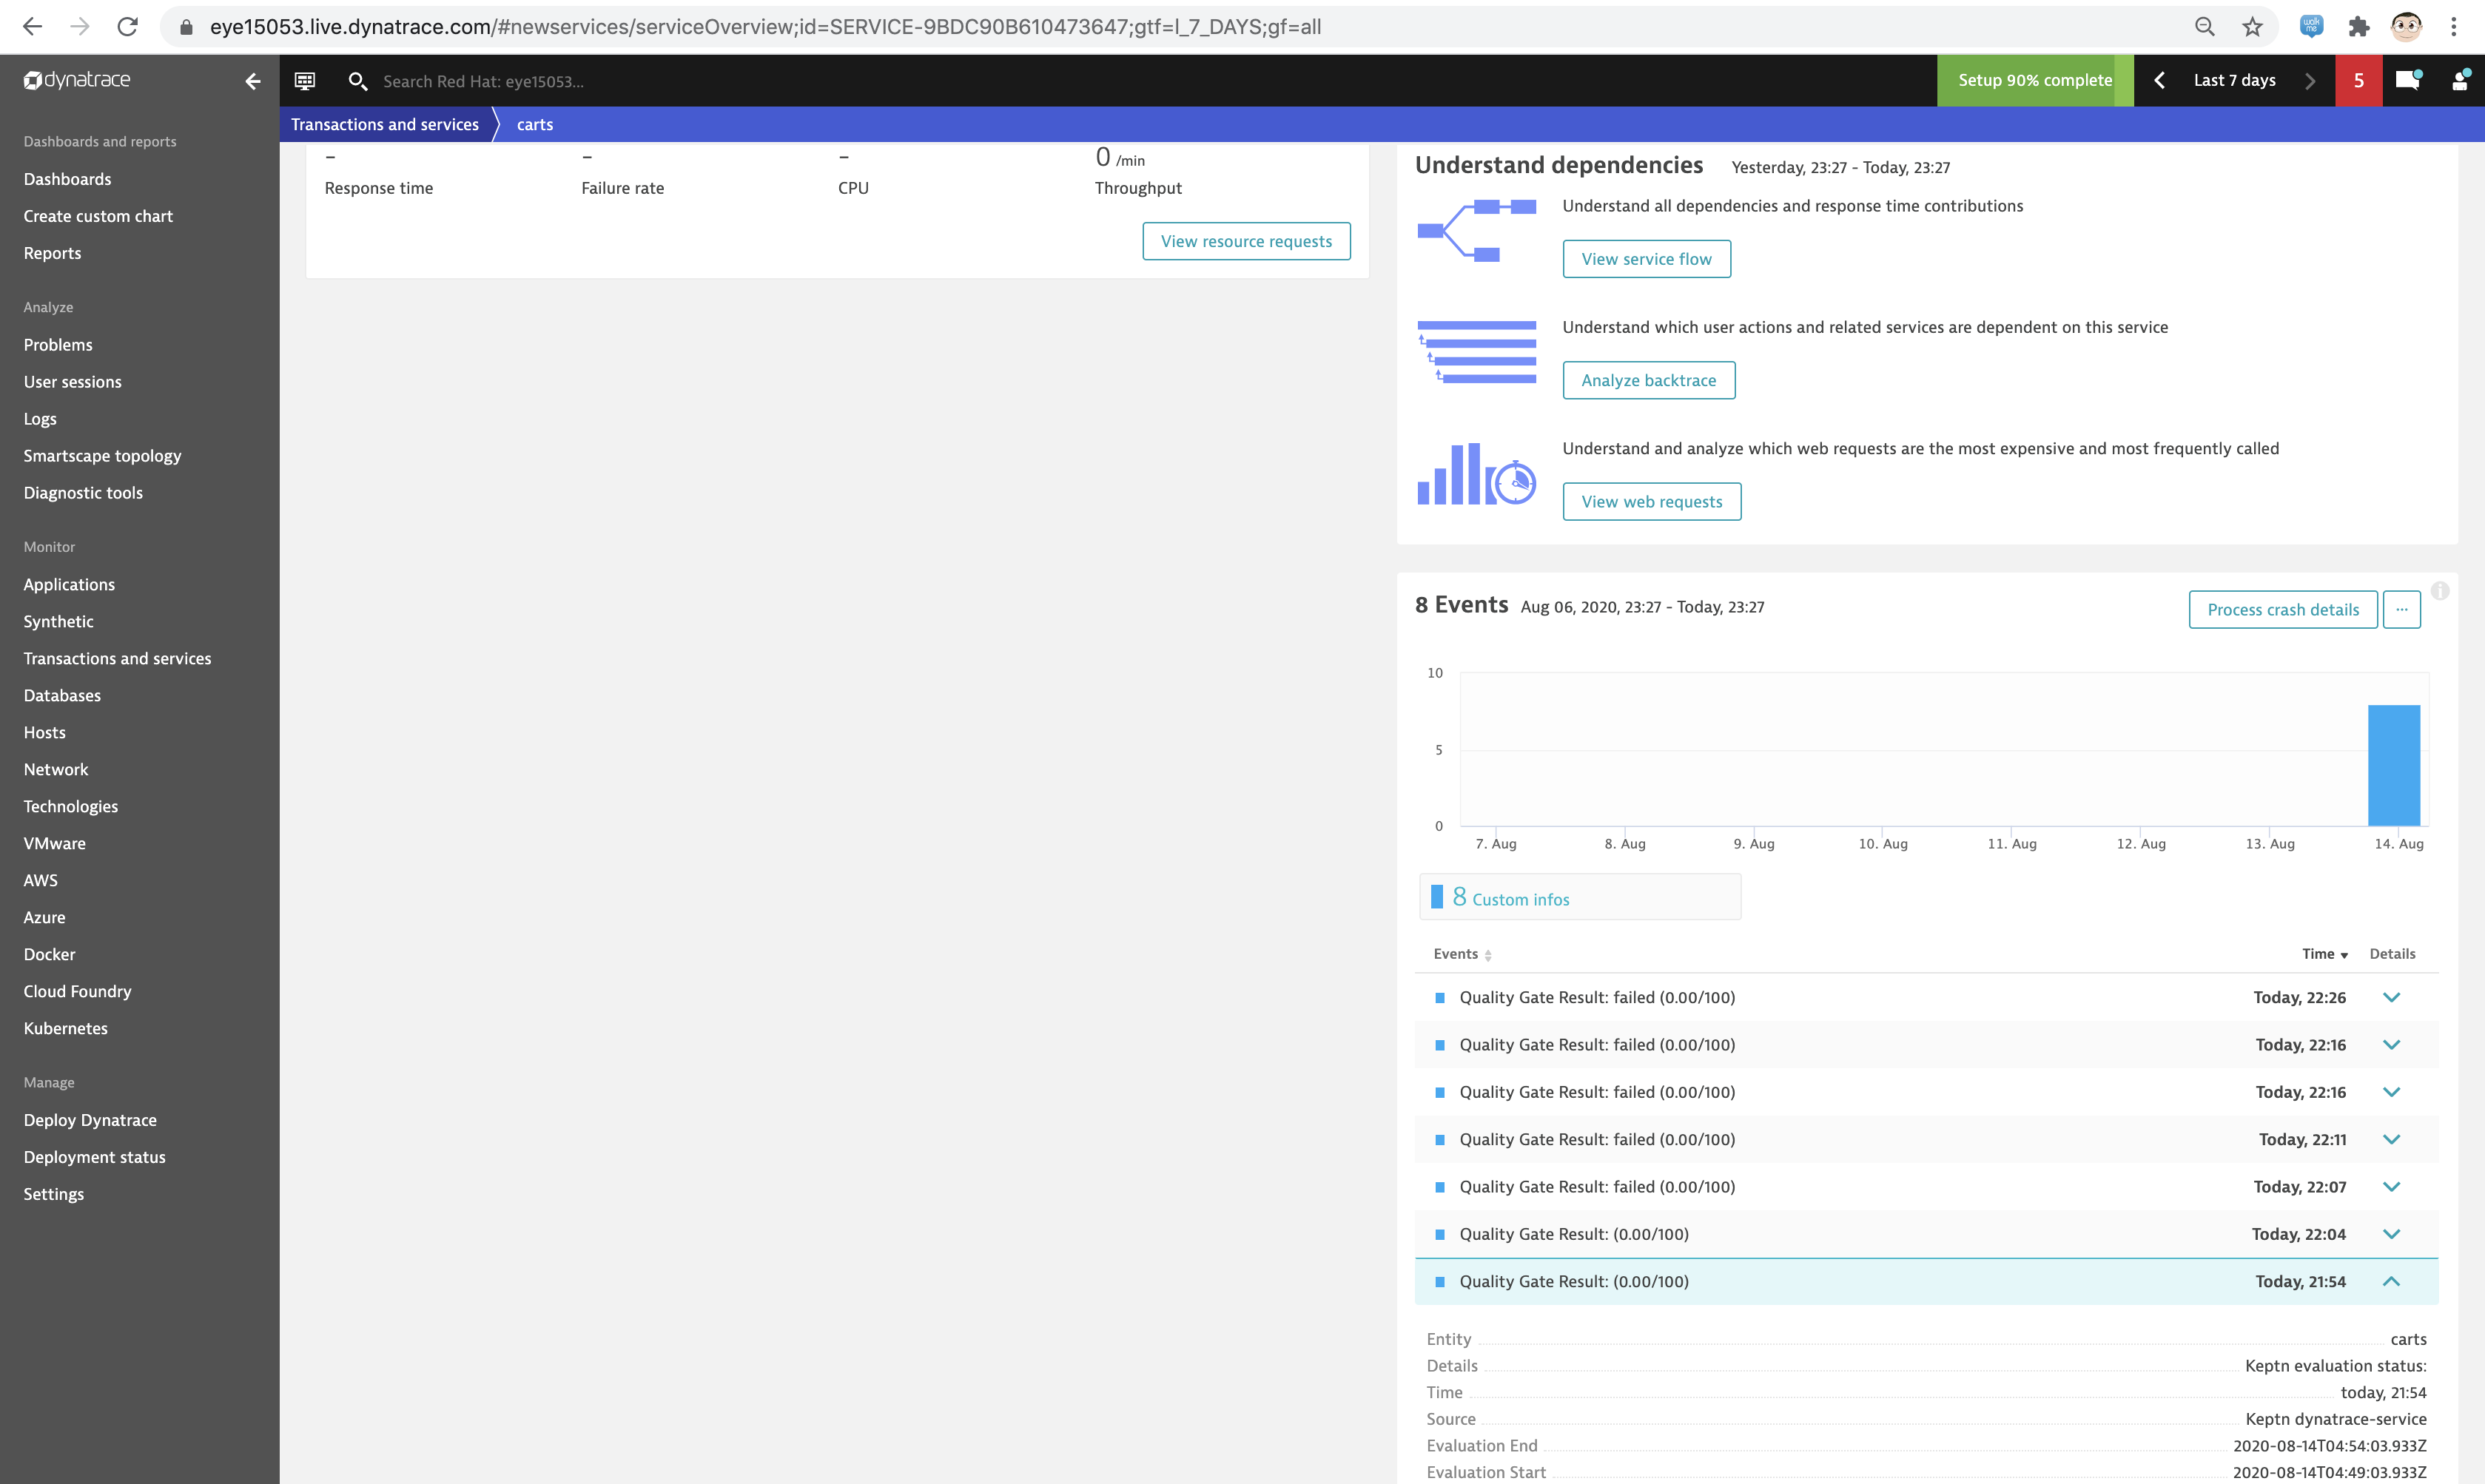 eye15053.live.dynatrace.com/#newservices/serviceOverview;id=SERVICE-9BDC90B610473647;gtf=l_7_DAYS;gf=all
dynatrace
Search Red Hat: eye15053...
Setup 90% complete
Last 7 days
5
Transactions and services
carts
Dashboards and reports
Dashboards
Create custom chart
Reports
Analyze
Problems
User sessions
Logs
Smartscape topology
Diagnostic tools
Monitor
Applications
Synthetic
Transactions and services
Databases
Hosts
Network
Technologies
VMware
AWS
Azure
Docker
Cloud Foundry
Kubernetes
Manage
Deploy Dynatrace
Deployment status
Settings
- - - 0 /min
Response time Failure rate CPU Throughput
View resource requests
Understand dependencies Yesterday, 23:27 - Today, 23:27
Understand all dependencies and response time contributions
View service flow
Understand which user actions and related services are dependent on this service
Analyze backtrace
Understand and analyze which web requests are the most expensive and most frequently called
View web requests
8 Events Aug 06, 2020, 23:27 - Today, 23:27
Process crash details ...
10
5
0
7. Aug 8. Aug 9. Aug 10. Aug 11. Aug 12. Aug 13. Aug 14. Aug
8 Custom infos
Events Time Details
Quality Gate Result: failed (0.00/100) Today, 22:26
Quality Gate Result: failed (0.00/100) Today, 22:16
Quality Gate Result: failed (0.00/100) Today, 22:16
Quality Gate Result: failed (0.00/100) Today, 22:11
Quality Gate Result: failed (0.00/100) Today, 22:07
Quality Gate Result: (0.00/100) Today, 22:04
Quality Gate Result: (0.00/100) Today, 21:54
Entity carts
Details Keptn evaluation status:
Time today, 21:54
Source Keptn dynatrace-service
Evaluation End 2020-08-14T04:54:03.933Z
Evaluation Start 2020-08-14T04:49:03.933Z